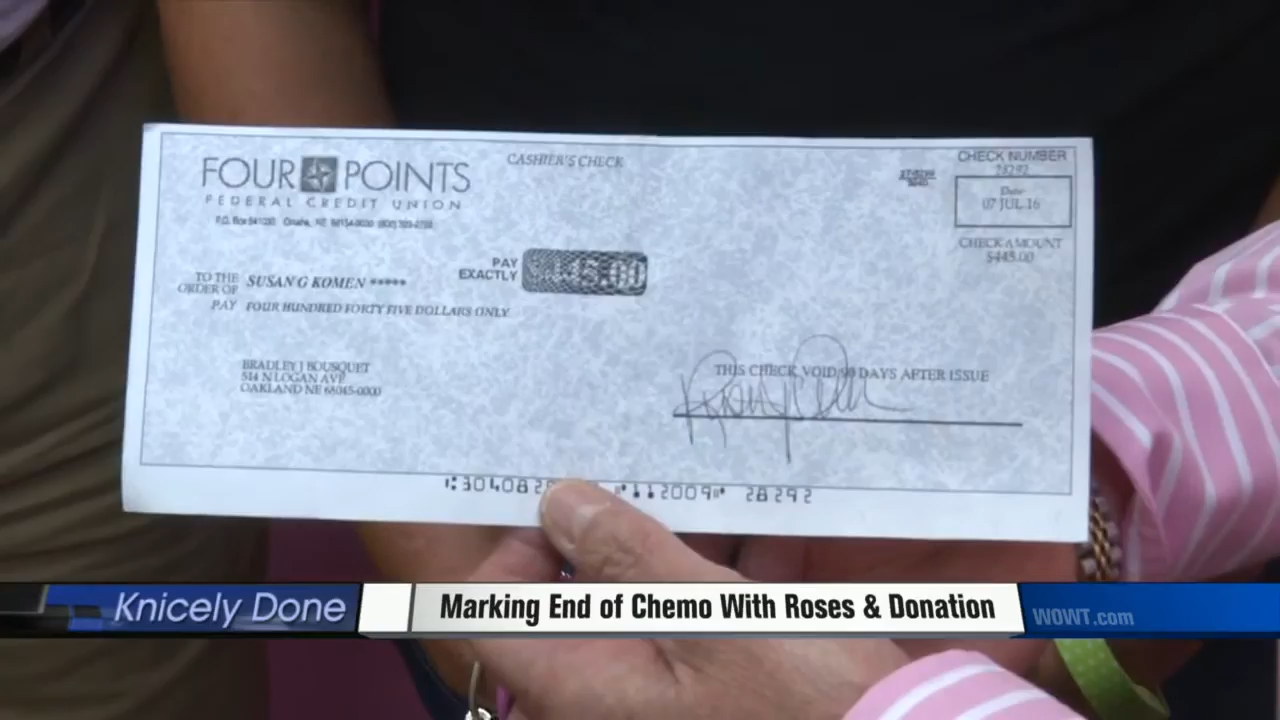 CASHIER'S CHECK
FOUR POINTS
FEDERAL CREDIT UNION
CHECK NUMBER
28292
Date
07 JUL 16
CHECK AMOUNT
$445.00
PAY EXACTLY
TO THE ORDER OF SUSAN G KOMEN *****
PAY FOUR HUNDRED FORTY FIVE DOLLARS ONLY
BRADLEY J BOUSQUET
514 N LOGAN AVE
OAKLAND NE 68045-0000
THIS CHECK VOID 90 DAYS AFTER ISSUE
112009 28292
Knicely Done
Marking End of Chemo With Roses & Donation
WOWT.com